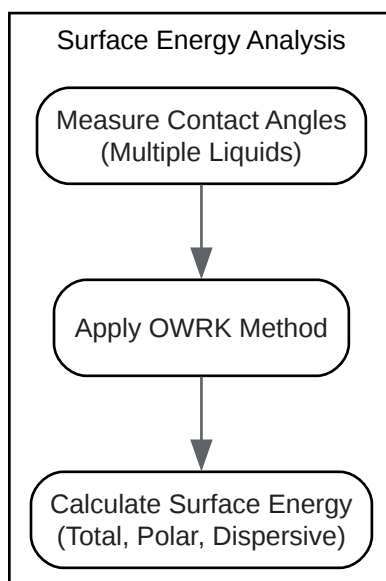 Surface Energy Analysis
Measure Contact Angles
(Multiple Liquids)
Apply OWRK Method
Calculate Surface Energy
(Total, Polar, Dispersive)